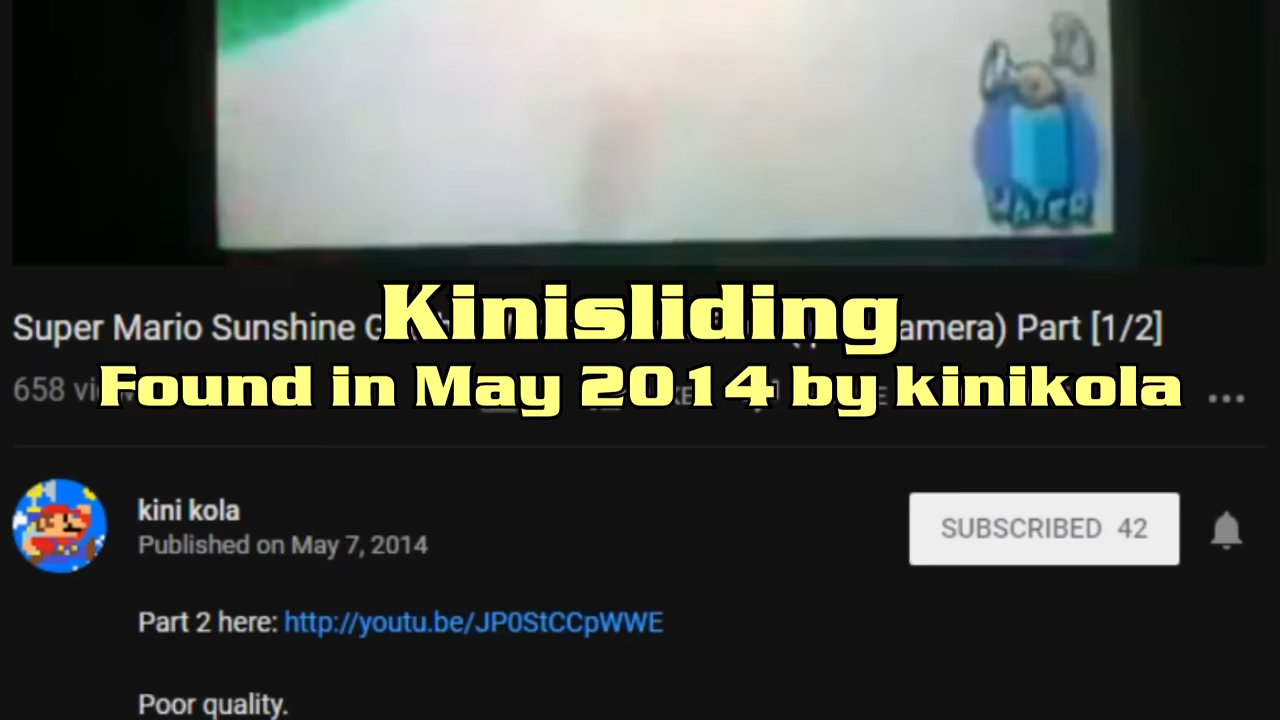 WATER
Kinisliding
Super Mario Sunshine amera) Part [1/2]
Found in May 2014 by kinikola
658
kini kola
Published on May 7, 2014
SUBSCRIBED 42
Part 2 here: http://youtu.be/JP0StCCpWWE
Poor quality.